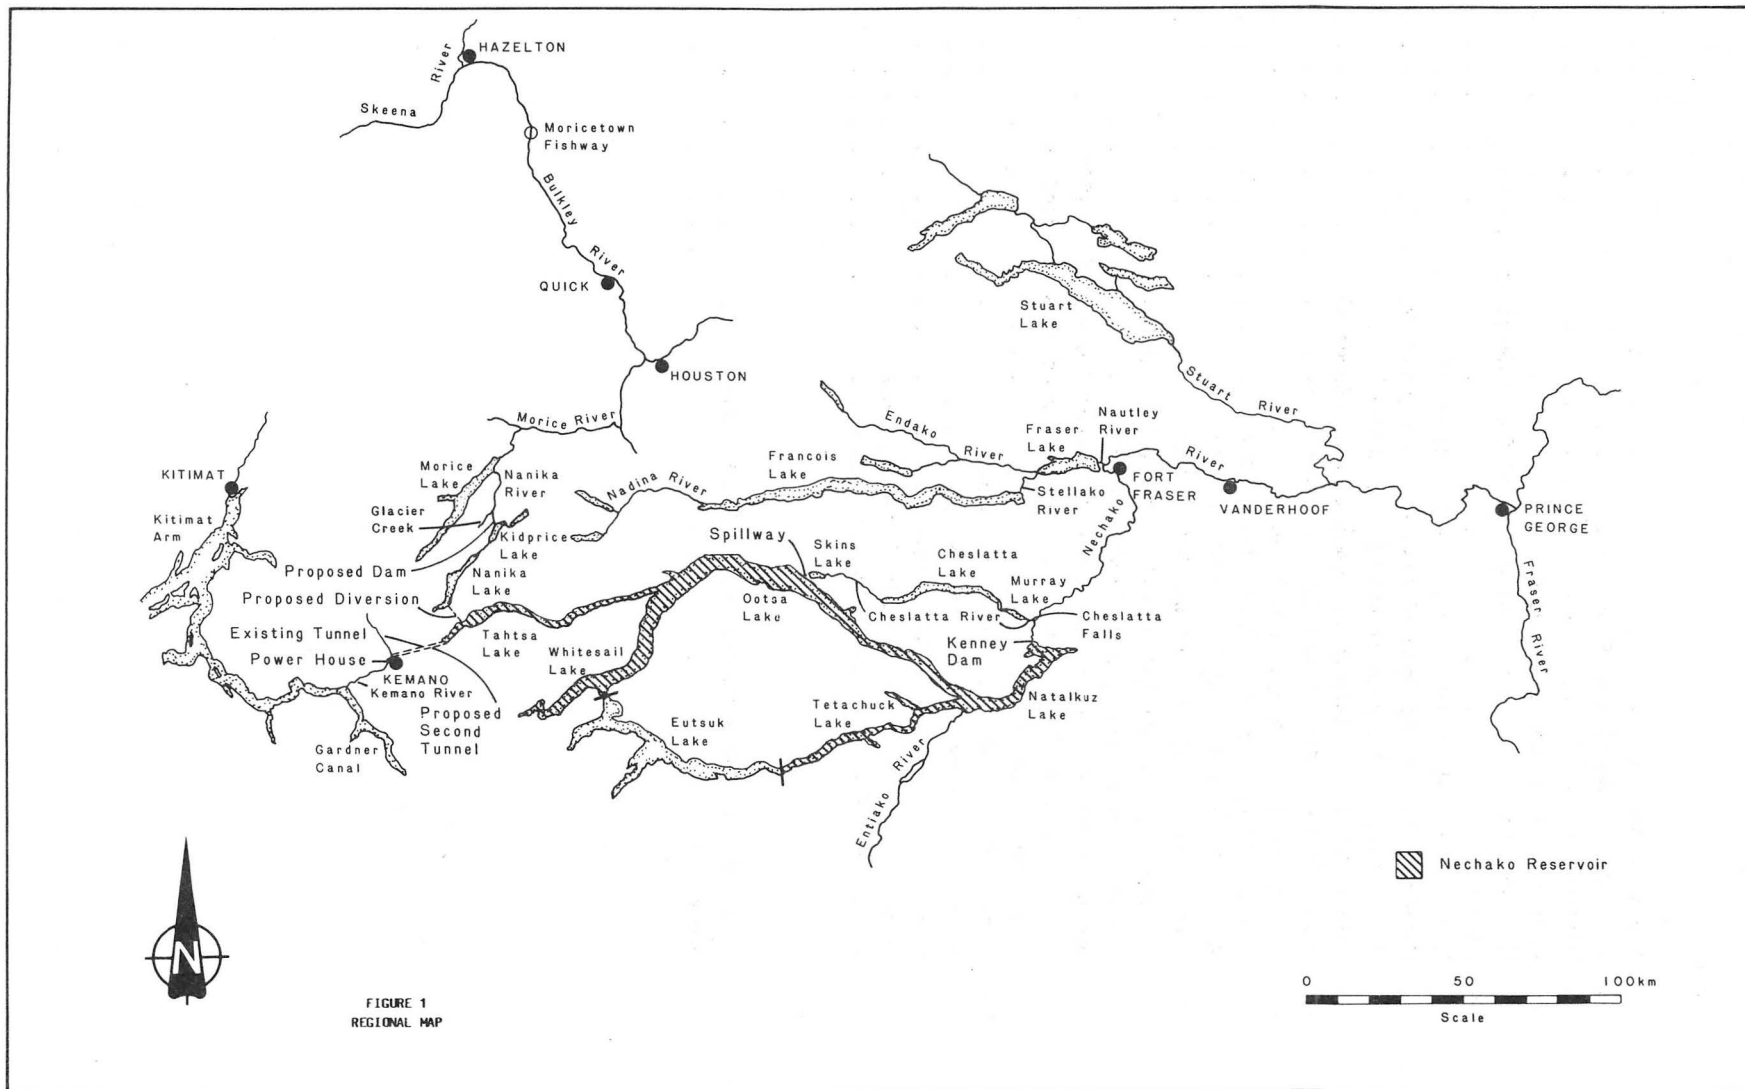 HAZELTON
River
Skeena
Moricetown
Fishway
Bulkley
River
QUICK
HOUSTON
Stuart
Lake
Stuart
River
Morice River
Endako
River
Nautley
River
Fraser
Lake
River
KITIMAT
Morice
Lake
Nanika
River
Nadina River
Francois
Lake
Stellako
River
FORT
FRASER
VANDERHOOF
PRINCE
GEORGE
Kitimat
Arm
Glacier
Creek
Kidprice
Lake
Nechako
Spillway
Skins
Lake
Cheslatta
Lake
Murray
Lake
Fraser
River
Proposed Dam
Nanika
Lake
Proposed Diversion
Ootsa
Lake
Cheslatta River
Cheslatta
Falls
Existing Tunnel
Tahtsa
Lake
Power House
Whitesail
Lake
Kenney
Dam
KEMANO
Kemano River
Proposed
Second
Tunnel
Tetachuck
Lake
Natalkuz
Lake
Eutsuk
Lake
Gardner
Canal
Entiako
River
Nechako Reservoir
N
FIGURE 1
REGIONAL MAP
0 50 100km
Scale